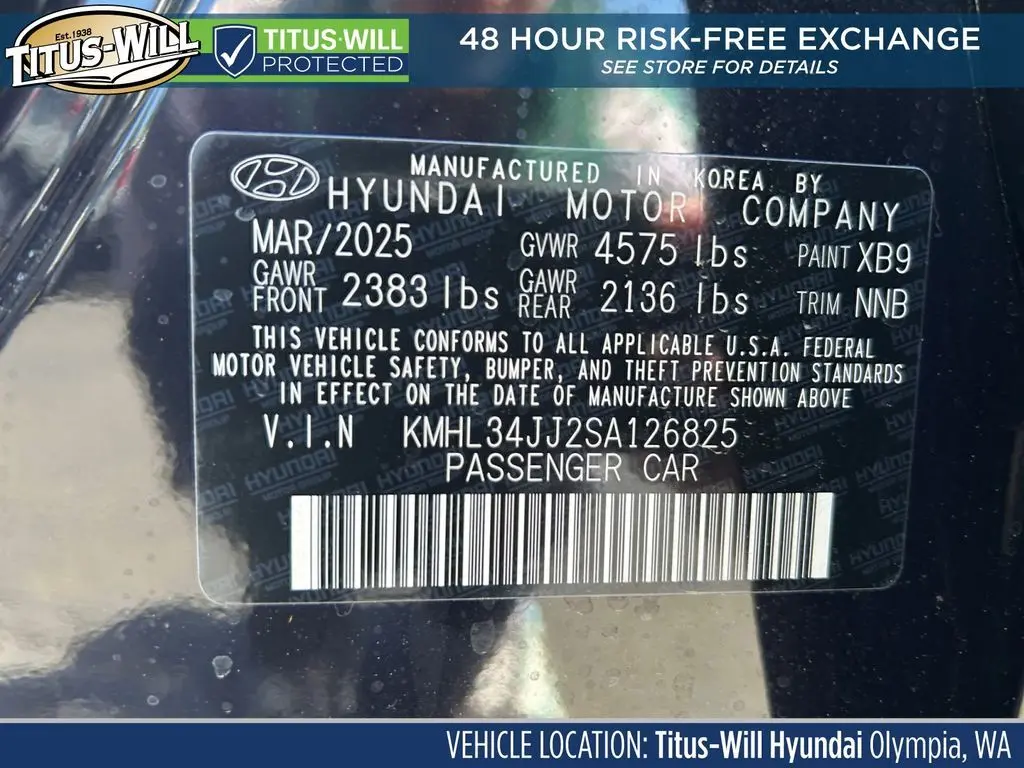 Est. 1938
TITUS-WILL
TITUS-WILL
PROTECTED
48 HOUR RISK-FREE EXCHANGE
SEE STORE FOR DETAILS
MANUFACTURED IN KOREA BY
HYUNDAI MOTOR COMPANY
MAR/2025 GVWR 4575 lbs PAINT XB9
GAWR FRONT 2383 lbs GAWR REAR 2136 lbs TRIM NNB
THIS VEHICLE CONFORMS TO ALL APPLICABLE U.S.A. FEDERAL
MOTOR VEHICLE SAFETY, BUMPER, AND THEFT PREVENTION STANDARDS
IN EFFECT ON THE DATE OF MANUFACTURE SHOWN ABOVE
V.I.N KMHL34JJ2SA126825
PASSENGER CAR
VEHICLE LOCATION: Titus-Will Hyundai Olympia, WA